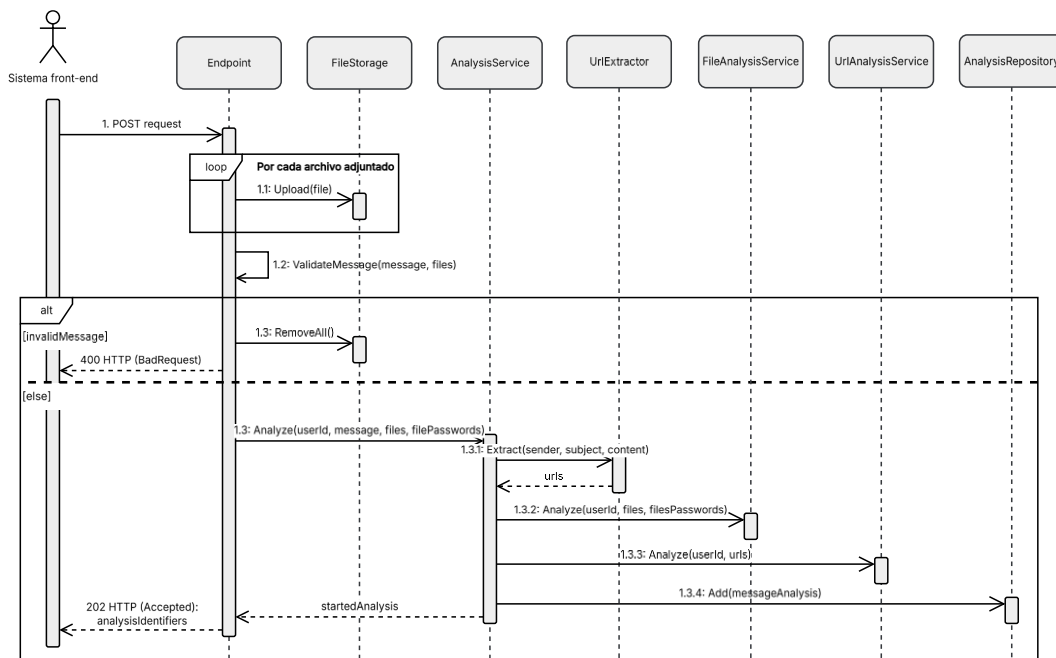 Sistema front-end
Endpoint
FileStorage
AnalysisService
UrlExtractor
FileAnalysisService
UrlAnalysisService
AnalysisRepository
1. POST request
loop
Por cada archivo adjuntado
1.1: Upload(file)
1.2: ValidateMessage(message, files)
alt
[invalidMessage]
1.3: RemoveAll()
400 HTTP (BadRequest)
[else]
1.3: Analyze(userId, message, files, filePasswords)
1.3.1: Extract(sender, subject, content)
urls
1.3.2: Analyze(userId, files, filesPasswords)
1.3.3: Analyze(userId, urls)
1.3.4: Add(messageAnalysis)
startedAnalysis
202 HTTP (Accepted):
analysisIdentifiers